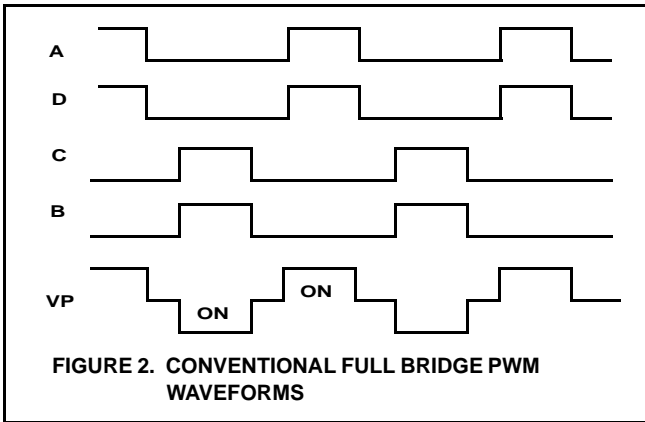 A
D
C
B
VP
ON
ON
FIGURE 2. CONVENTIONAL FULL BRIDGE PWM
WAVEFORMS